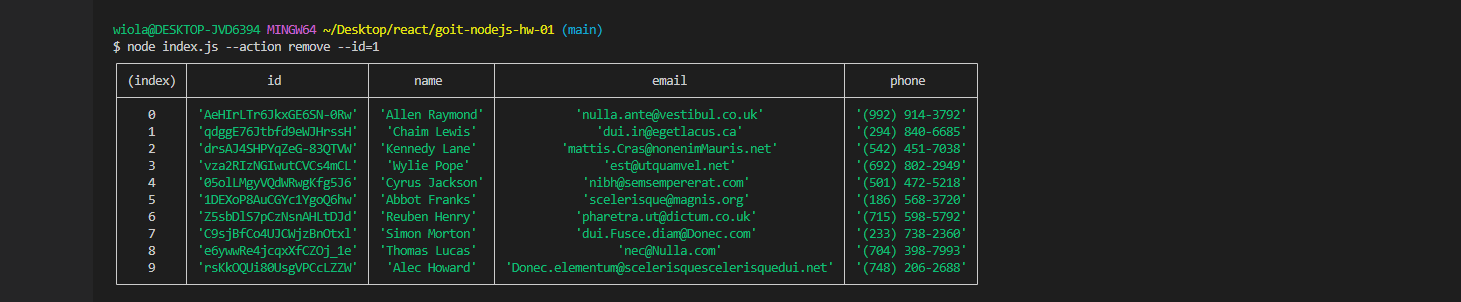 wiola@DESKTOP-JVD6394 MINGW64 ~/Desktop/react/goit-nodejs-hw-01 (main)
$ node index.js --action remove --id=1
(index) id name email phone
0 'AeHIrLTr6JkxGE6SN-0Rw' 'Allen Raymond' 'nulla.ante@vestibul.co.uk' '(992) 914-3792'
1 'qdggE76Jtbfd9eWJHrssH' 'Chaim Lewis' 'dui.in@egetlacus.ca' '(294) 840-6685'
2 'drsAJ4SHPYqZeG-83QTVW' 'Kennedy Lane' 'mattis.Cras@nonenimMauris.net' '(542) 451-7038'
3 'vza2RIzNGIwutCVCs4mCL' 'Wylie Pope' 'est@utquamvel.net' '(692) 802-2949'
4 '05olLMgyVQdWRwgKfg5J6' 'Cyrus Jackson' 'nibh@semsempererat.com' '(501) 472-5218'
5 '1DEXoP8AuCGYc1YgoQ6hw' 'Abbot Franks' 'scelerisque@magnis.org' '(186) 568-3720'
6 'Z5sbDlS7pCzNsnAHLtDJd' 'Reuben Henry' 'pharetra.ut@dictum.co.uk' '(715) 598-5792'
7 'C9sjBfCo4UJCWjzBnOtxl' 'Simon Morton' 'dui.Fusce.diam@Donec.com' '(233) 738-2360'
8 'e6ywwRe4jcqxXfCZOj_1e' 'Thomas Lucas' 'nec@Nulla.com' '(704) 398-7993'
9 'rsKkOQUi80UsgVPCcLZZW' 'Alec Howard' 'Donec.elementum@scelerisquescelerisquedui.net' '(748) 206-2688'